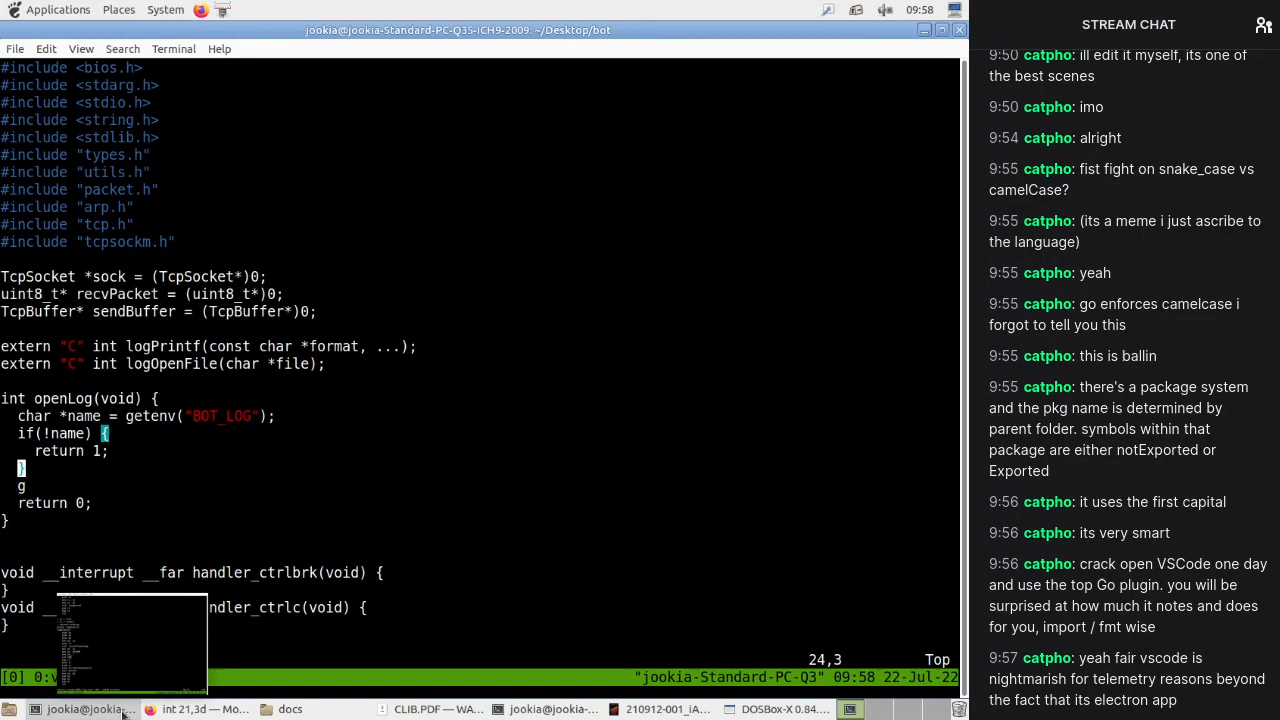 Applications Places System 09:58
jookia@jookia-Standard-PC-Q35-ICH9-2009: ~/Desktop/bot
File Edit View Search Terminal Help
#include <bios.h>
#include <stdarg.h>
#include <stdio.h>
#include <string.h>
#include <stdlib.h>
#include "types.h"
#include "utils.h"
#include "packet.h"
#include "arp.h"
#include "tcp.h"
#include "tcpsockm.h"
TcpSocket *sock = (TcpSocket*)0;
uint8_t* recvPacket = (uint8_t*)0;
TcpBuffer* sendBuffer = (TcpBuffer*)0;
extern "C" int logPrintf(const char *format, ...);
extern "C" int logOpenFile(char *file);
int openLog(void) {
char *name = getenv("BOT_LOG");
if(!name) {
return 1;
}
g
return 0;
}
void __interrupt __far handler_ctrlbrk(void) {
}
void __ ndler_ctrlc(void) {
}
24,3 Top
[0] 0:v "jookia-Standard-PC-Q3" 09:58 22-Jul-22
jookia@jookia-... int 21,3d — Mo... docs CLIB.PDF — WA... jookia@jookia-... 210912-001_iA... DOSBox-X 0.84....
STREAM CHAT
9:50 catpho: ill edit it myself, its one of
the best scenes
9:50 catpho: imo
9:54 catpho: alright
9:55 catpho: fist fight on snake_case vs
camelCase?
9:55 catpho: (its a meme i just ascribe to
the language)
9:55 catpho: yeah
9:55 catpho: go enforces camelcase i
forgot to tell you this
9:55 catpho: this is ballin
9:55 catpho: there's a package system
and the pkg name is determined by
parent folder. symbols within that
package are either notExported or
Exported
9:56 catpho: it uses the first capital
9:56 catpho: its very smart
9:56 catpho: crack open VSCode one day
and use the top Go plugin. you will be
surprised at how much it notes and does
for you, import / fmt wise
9:57 catpho: yeah fair vscode is
nightmarish for telemetry reasons beyond
the fact that its electron app